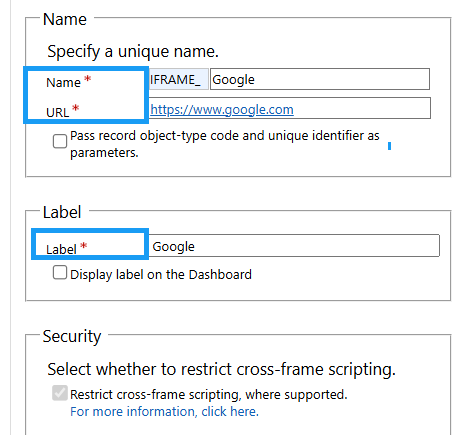 Name
Specify a unique name.
Name * IFRAME_ Google
URL * https://www.google.com
Pass record object-type code and unique identifier as
parameters.
Label
Label * Google
Display label on the Dashboard
Security
Select whether to restrict cross-frame scripting.
Restrict cross-frame scripting, where supported.
For more information, click here.